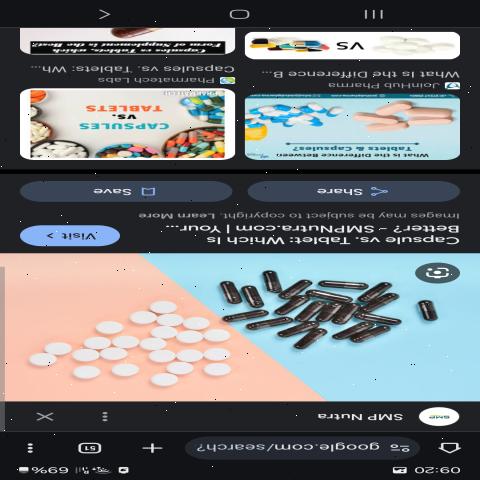 09:20
69%
google.com/search?
51
SMP Nutra
Capsule vs. Tablet: Which Is
Better? - SMPNutra.com | Your...
Visit >
Images may be subject to copyright. Learn More
Share
Save
What is the Difference Between:
Tablets & Capsules?
CAPSULES
VS.
TABLETS
JoinHub Pharma
What Is the Difference B...
Pharmatech Labs
Capsules vs. Tablets: Wh...
VS
Capsules vs Tablets, which
Form of Supplement is the Best?